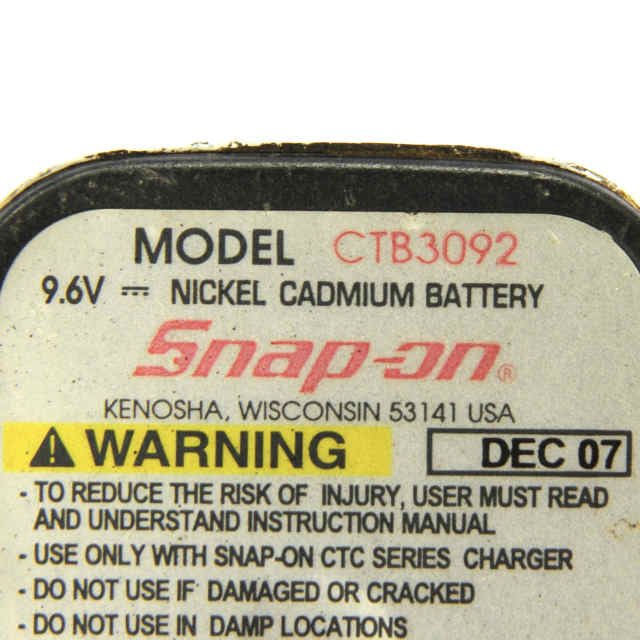 MODEL CTB3092
9.6V ⎓ NICKEL CADMIUM BATTERY
Snap-on®
KENOSHA, WISCONSIN 53141 USA
⚠ WARNING DEC 07
- TO REDUCE THE RISK OF INJURY, USER MUST READ
AND UNDERSTAND INSTRUCTION MANUAL
- USE ONLY WITH SNAP-ON CTC SERIES CHARGER
- DO NOT USE IF DAMAGED OR CRACKED
- DO NOT USE IN DAMP LOCATIONS